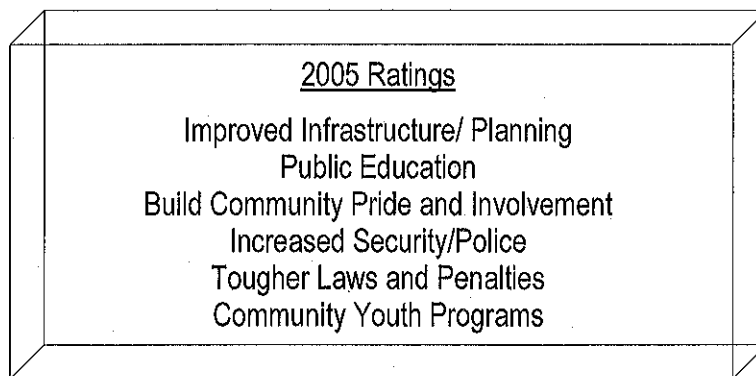 2005 Ratings
Improved Infrastructure/ Planning
Public Education
Build Community Pride and Involvement
Increased Security/Police
Tougher Laws and Penalties
Community Youth Programs